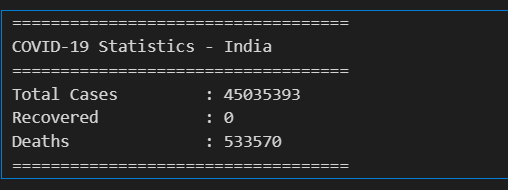 ===================================
COVID-19 Statistics - India
===================================
Total Cases         : 45035393
Recovered           : 0
Deaths              : 533570
===================================